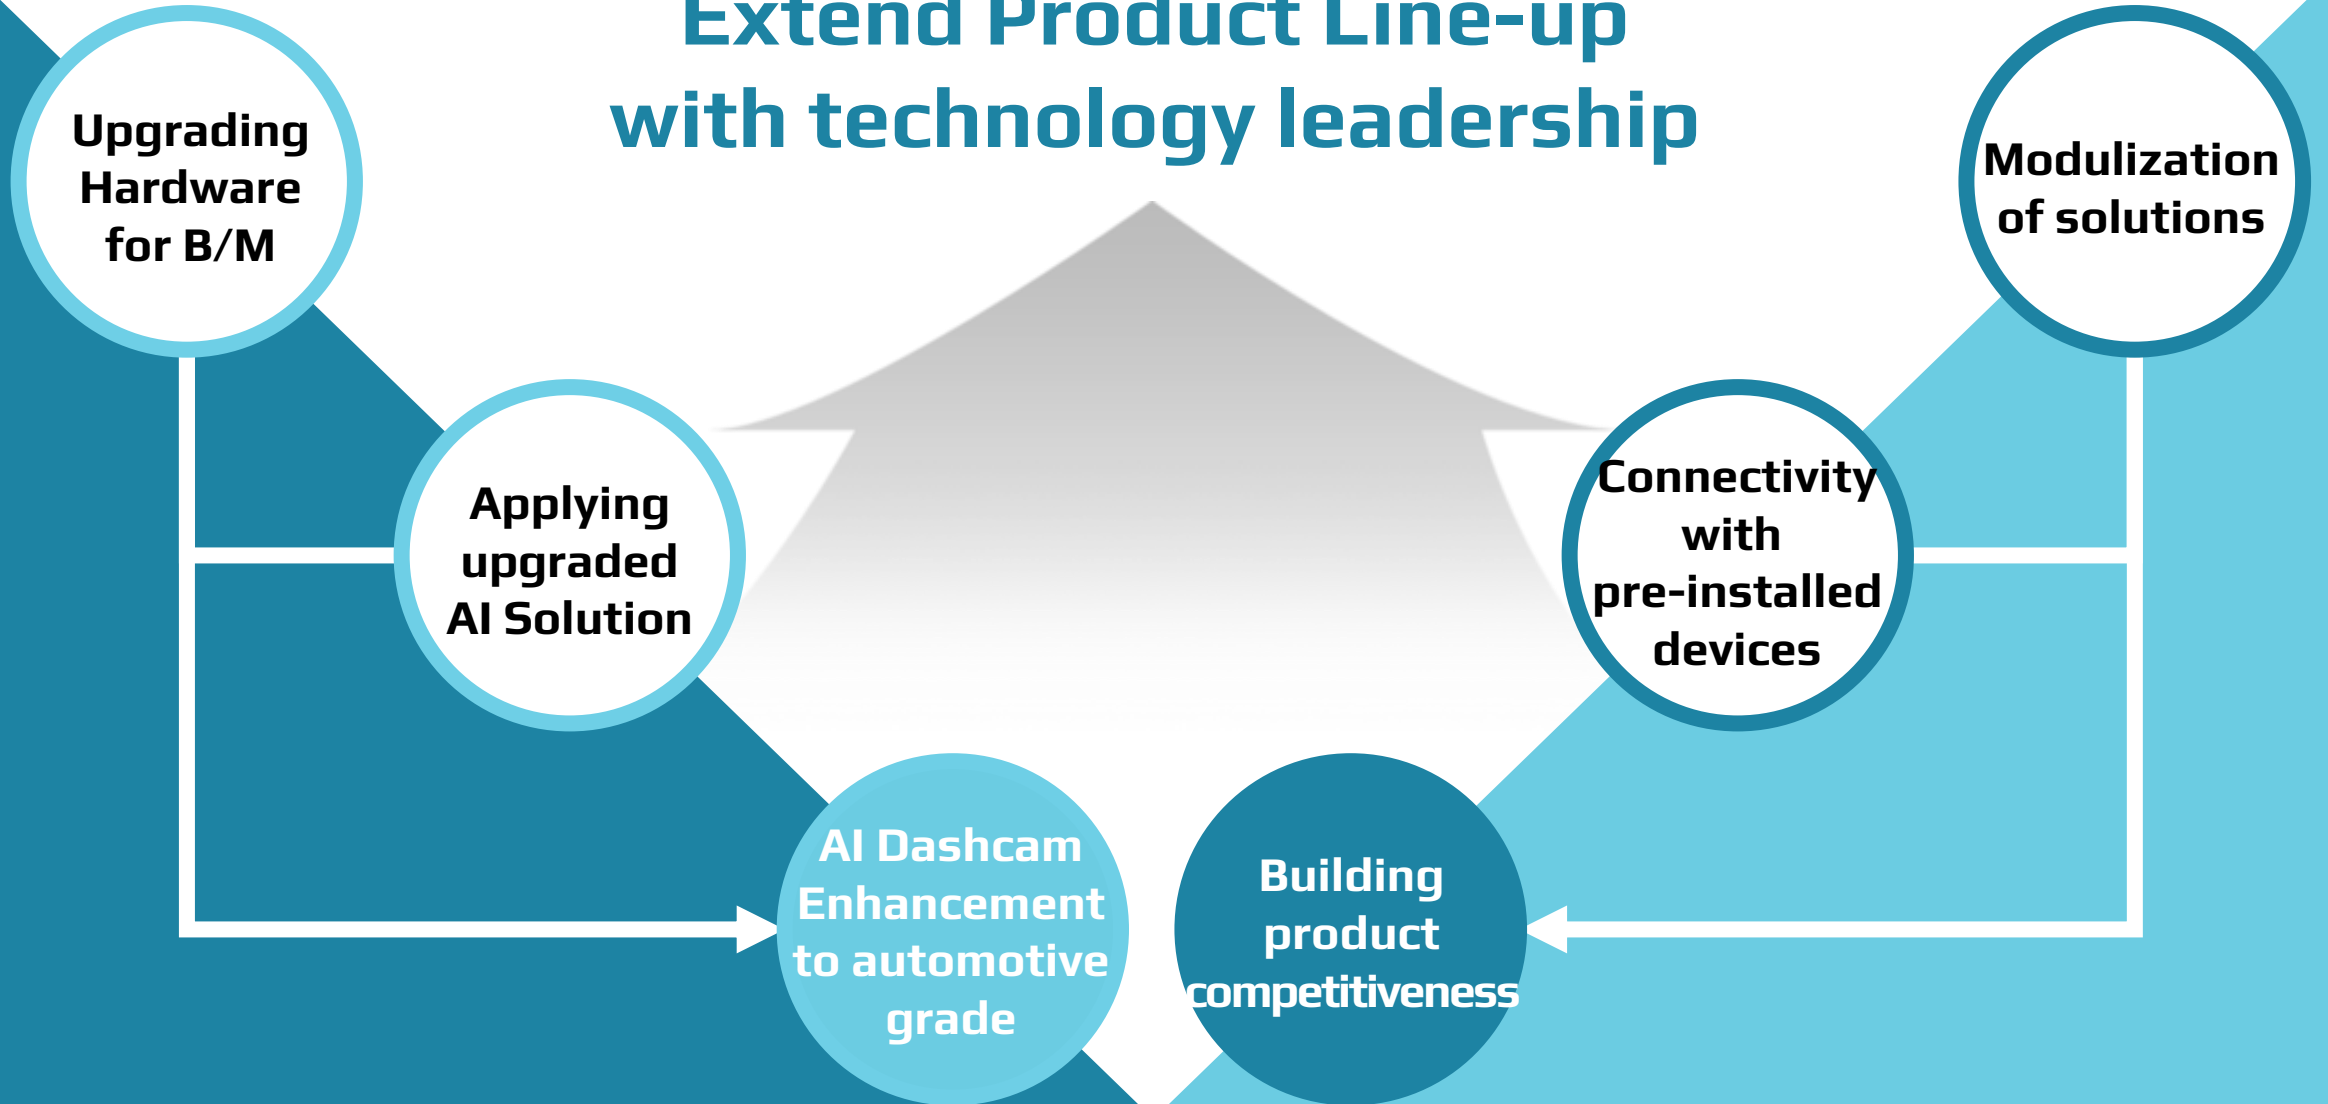 Extend Product Line-up
with technology leadership
Upgrading
Hardware
for B/M
Modulization
of solutions
Applying
upgraded
AI Solution
Connectivity
with
pre-installed
devices
AI Dashcam
Enhancement
to automotive
grade
Building
product
competitiveness